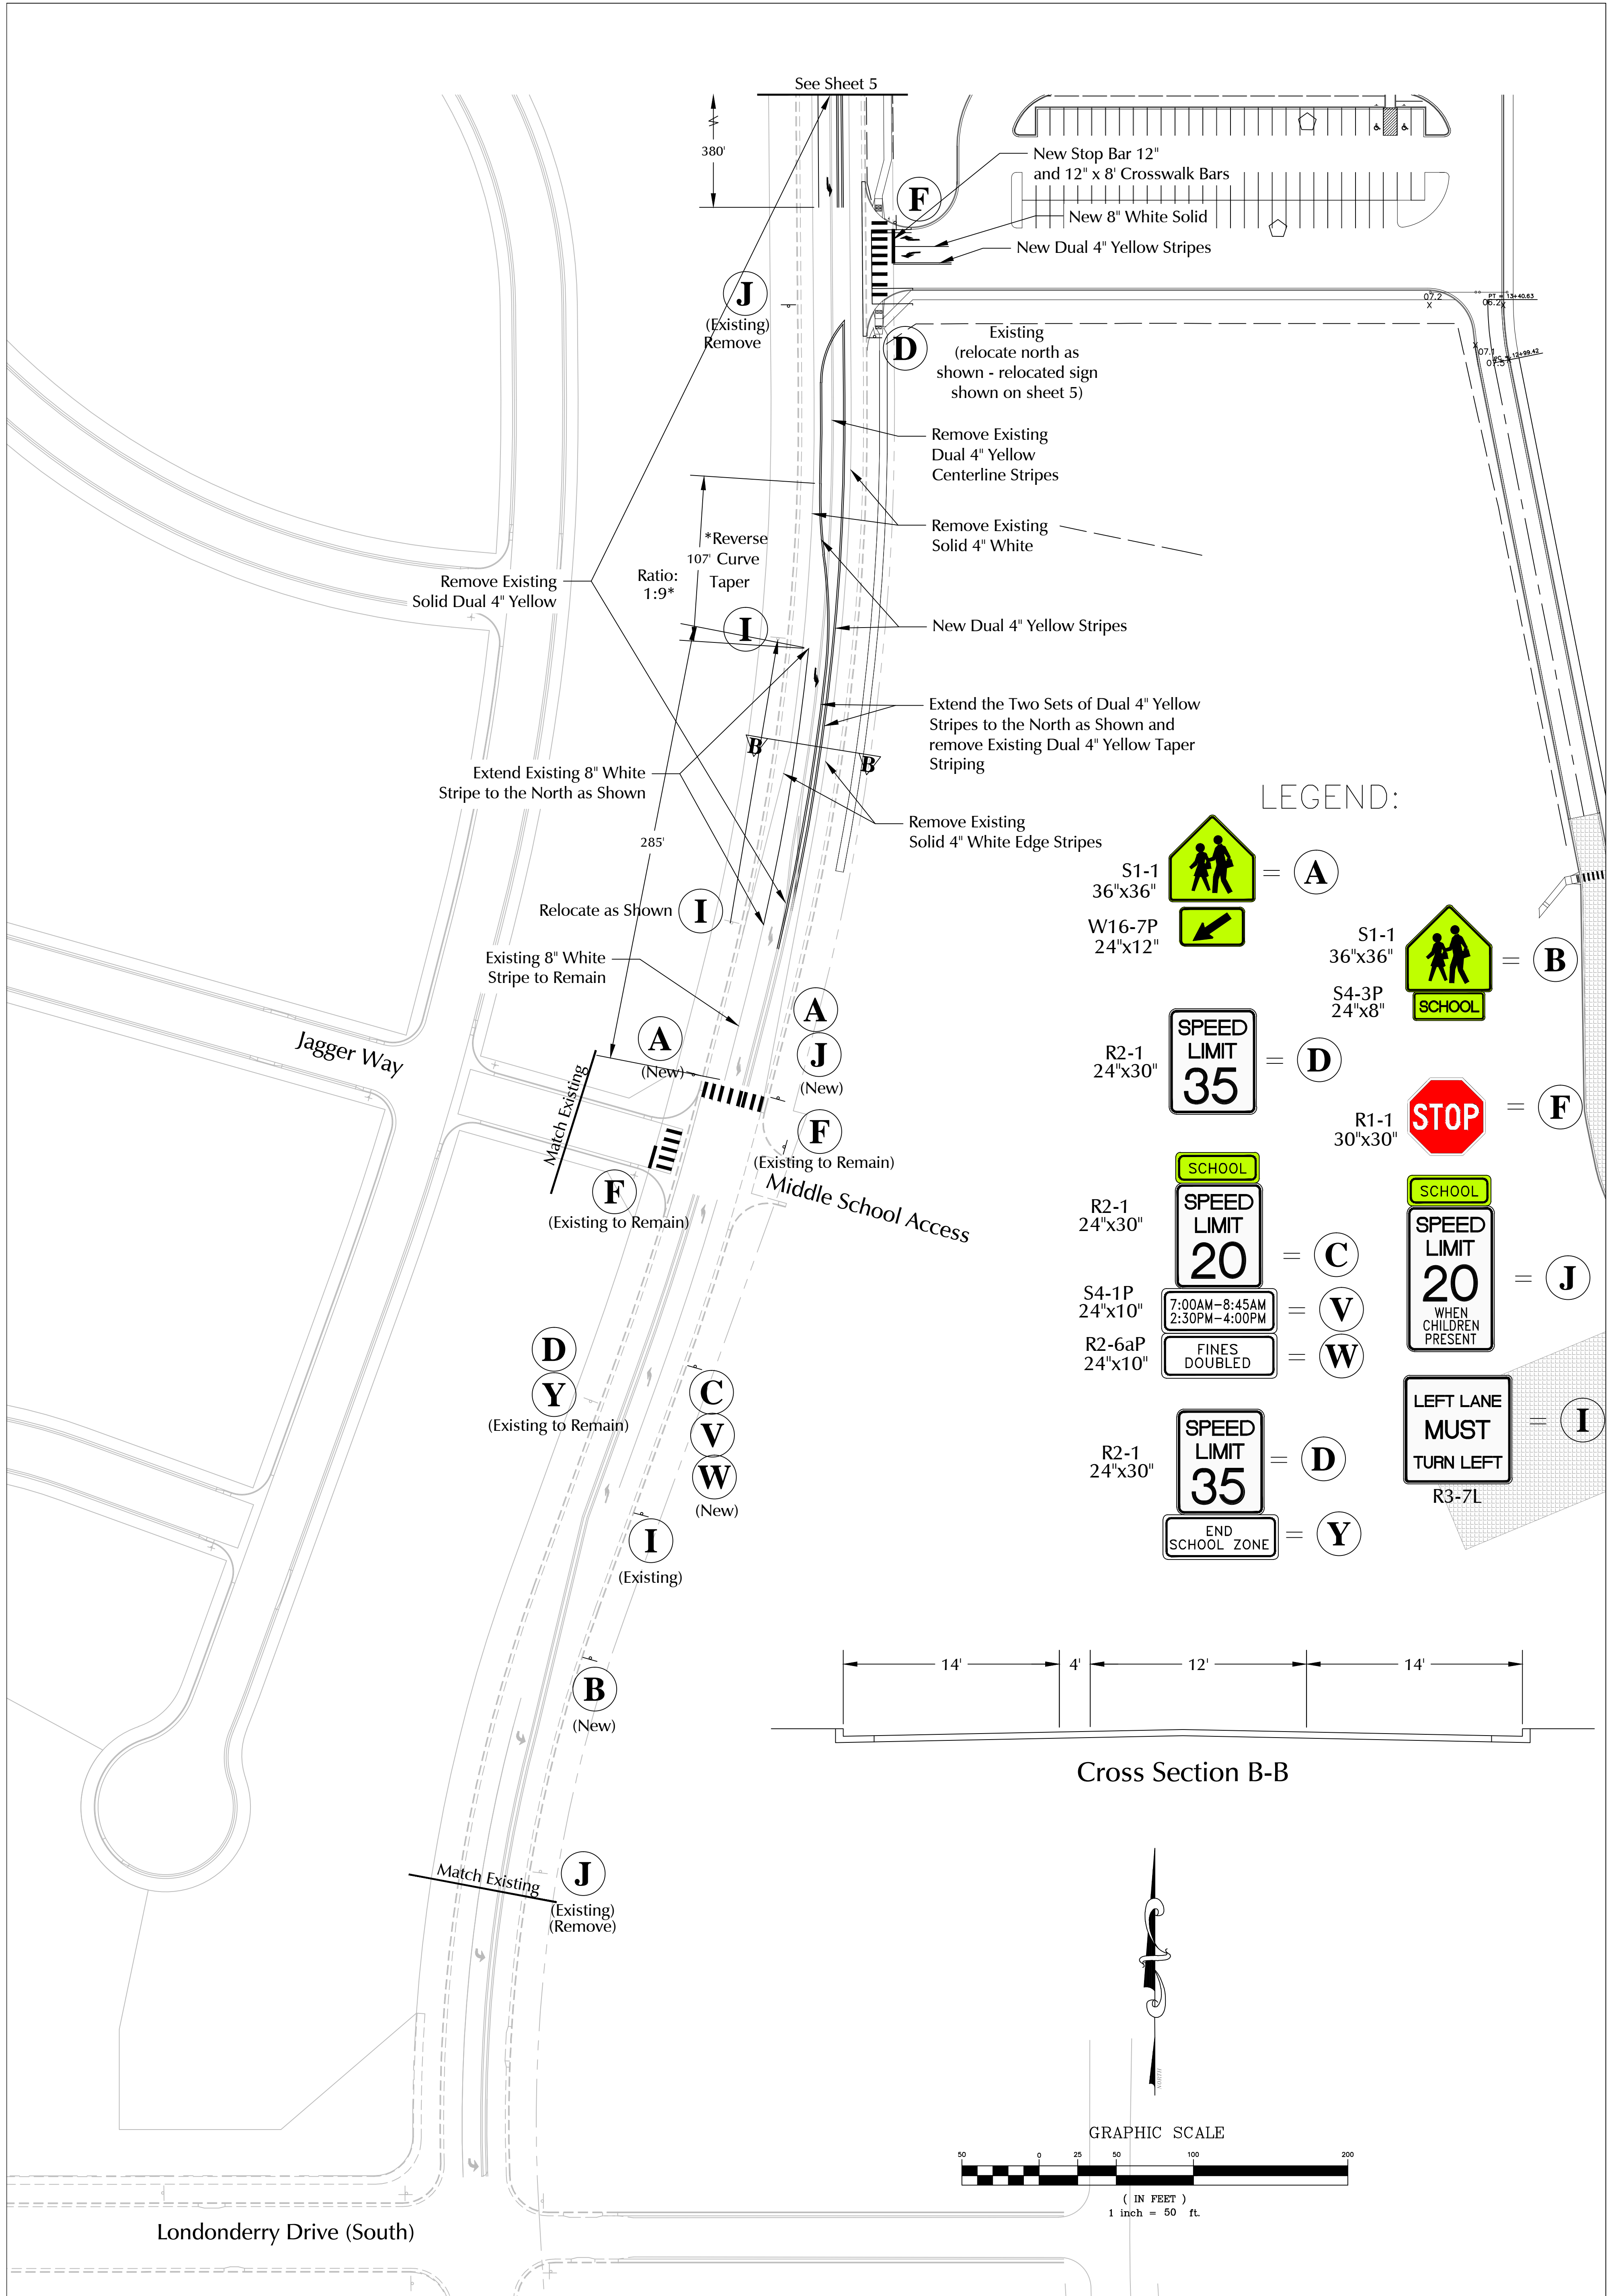 See Sheet 5
380'
New Stop Bar 12"
and 12" x 8' Crosswalk Bars
F
New 8" White Solid
New Dual 4" Yellow Stripes
J
(Existing)
Remove
D
Existing
(relocate north as
shown - relocated sign
shown on sheet 5)
07.2
X
PT = 13+40.63
X
X
07.1
12+99.42
Remove Existing
Dual 4" Yellow
Centerline Stripes
Remove Existing
Solid 4" White
*Reverse
107' Curve
Taper
Ratio:
1:9*
Remove Existing
Solid Dual 4" Yellow
I
New Dual 4" Yellow Stripes
Extend the Two Sets of Dual 4" Yellow
Stripes to the North as Shown and
remove Existing Dual 4" Yellow Taper
Striping
B
B
Extend Existing 8" White
Stripe to the North as Shown
Remove Existing
Solid 4" White Edge Stripes
285'
Relocate as Shown
I
Existing 8" White
Stripe to Remain
Jagger Way
A
(New)
A
J
(New)
Match Existing
F
(Existing to Remain)
F
(Existing to Remain)
Middle School Access
D
Y
(Existing to Remain)
C
V
W
(New)
I
(Existing)
B
(New)
Match Existing
J
(Existing)
(Remove)
Londonderry Drive (South)
LEGEND:
S1-1
36"x36"
= A
W16-7P
24"x12"
S1-1
36"x36"
= B
S4-3P
24"x8"
SCHOOL
R2-1
24"x30"
SPEED
LIMIT
35
= D
R1-1
30"x30"
STOP
= F
SCHOOL
R2-1
24"x30"
SPEED
LIMIT
20
= C
S4-1P
24"x10"
7:00AM-8:45AM
2:30PM-4:00PM
= V
R2-6aP
24"x10"
FINES
DOUBLED
= W
SCHOOL
SPEED
LIMIT
20
WHEN
CHILDREN
PRESENT
= J
R2-1
24"x30"
SPEED
LIMIT
35
= D
END
SCHOOL ZONE
= Y
LEFT LANE
MUST
TURN LEFT
= I
R3-7L
14'
4'
12'
14'
Cross Section B-B
NORTH
GRAPHIC SCALE
50
0
25
50
100
200
( IN FEET )
1 inch = 50 ft.